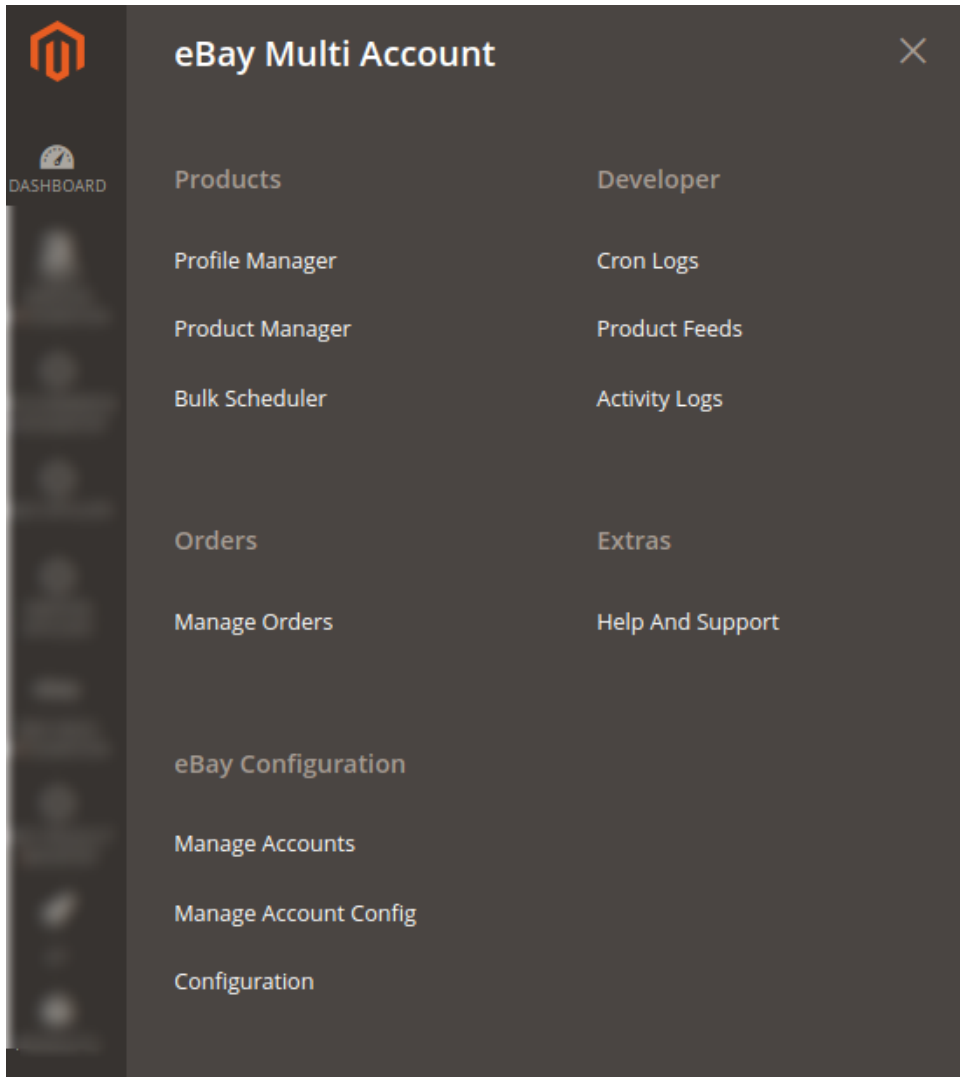 eBay Multi Account
DASHBOARD
Products
Profile Manager
Product Manager
Bulk Scheduler
Developer
Cron Logs
Product Feeds
Activity Logs
Orders
Manage Orders
Extras
Help And Support
eBay Configuration
Manage Accounts
Manage Account Config
Configuration